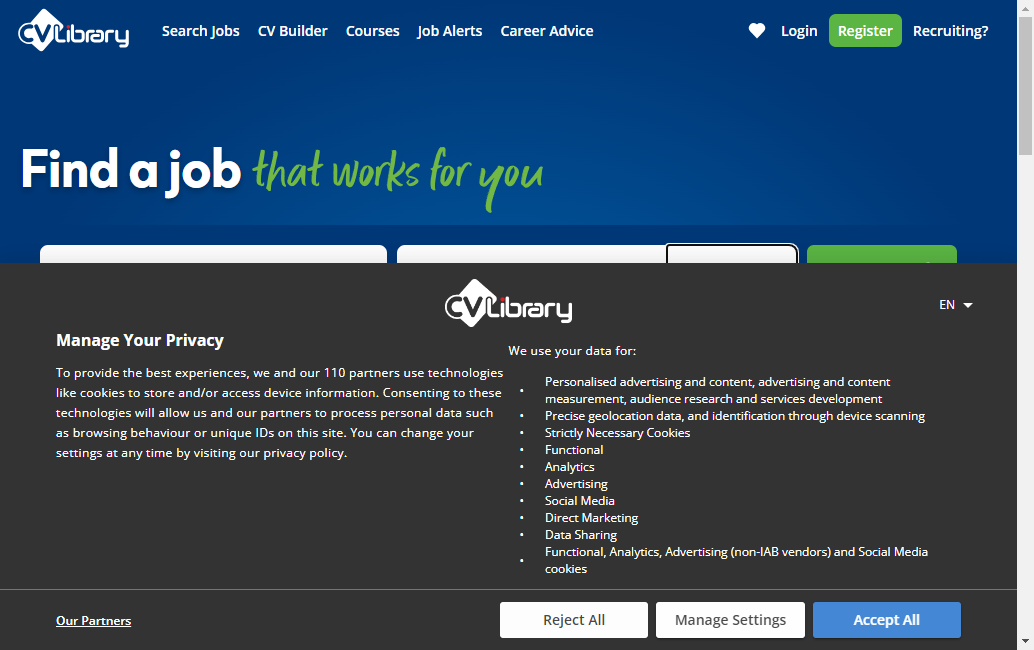 CVLibrary
Search Jobs
CV Builder
Courses
Job Alerts
Career Advice
Login
Register
Recruiting?
Find a job that works for you
CVLibrary
EN
Manage Your Privacy
To provide the best experiences, we and our 110 partners use technologies
like cookies to store and/or access device information. Consenting to these
technologies will allow us and our partners to process personal data such
as browsing behaviour or unique IDs on this site. You can change your
settings at any time by visiting our privacy policy.
We use your data for:
• Personalised advertising and content, advertising and content
measurement, audience research and services development
• Precise geolocation data, and identification through device scanning
• Strictly Necessary Cookies
• Functional
• Analytics
• Advertising
• Social Media
• Direct Marketing
• Data Sharing
• Functional, Analytics, Advertising (non-IAB vendors) and Social Media
cookies
Our Partners
Reject All
Manage Settings
Accept All